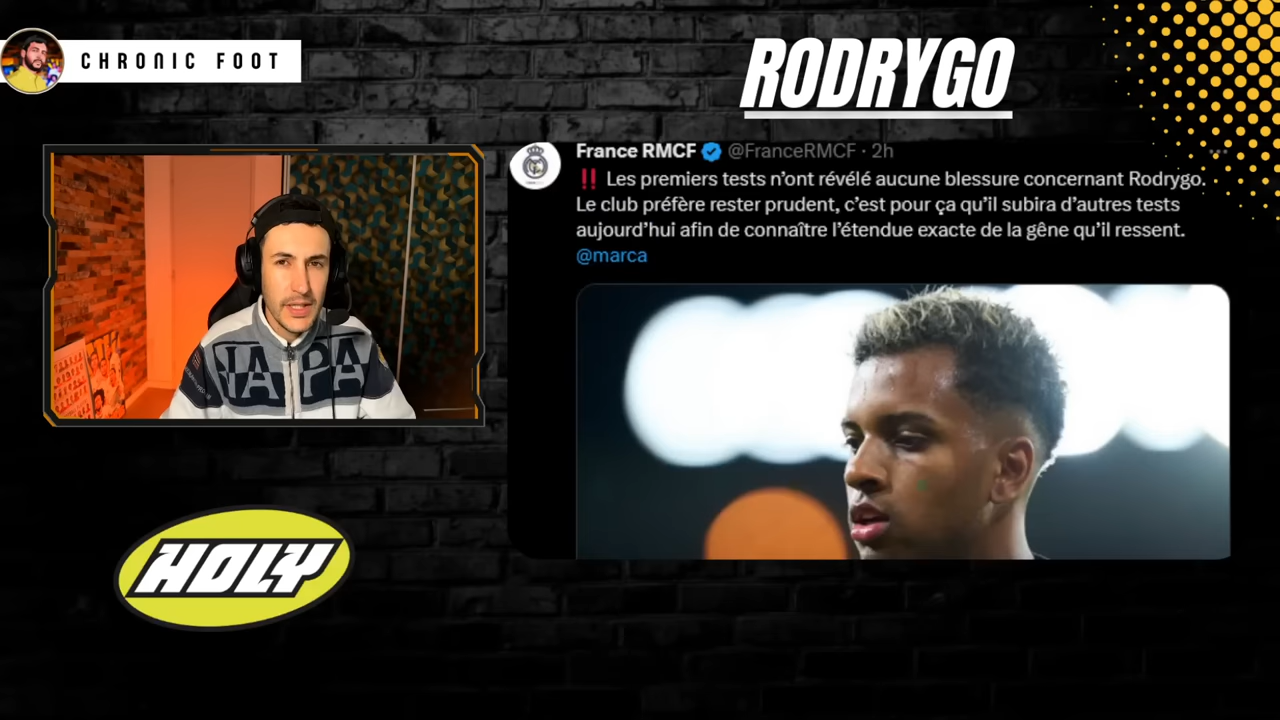 CHRONIC FOOT
RODRYGO
France RMCF @FranceRMCF · 2h
‼ Les premiers tests n’ont révélé aucune blessure concernant Rodrygo.
Le club préfère rester prudent, c’est pour ça qu’il subira d’autres tests
aujourd’hui afin de connaître l’étendue exacte de la gêne qu’il ressent.
@marca
NAPA
HOLY